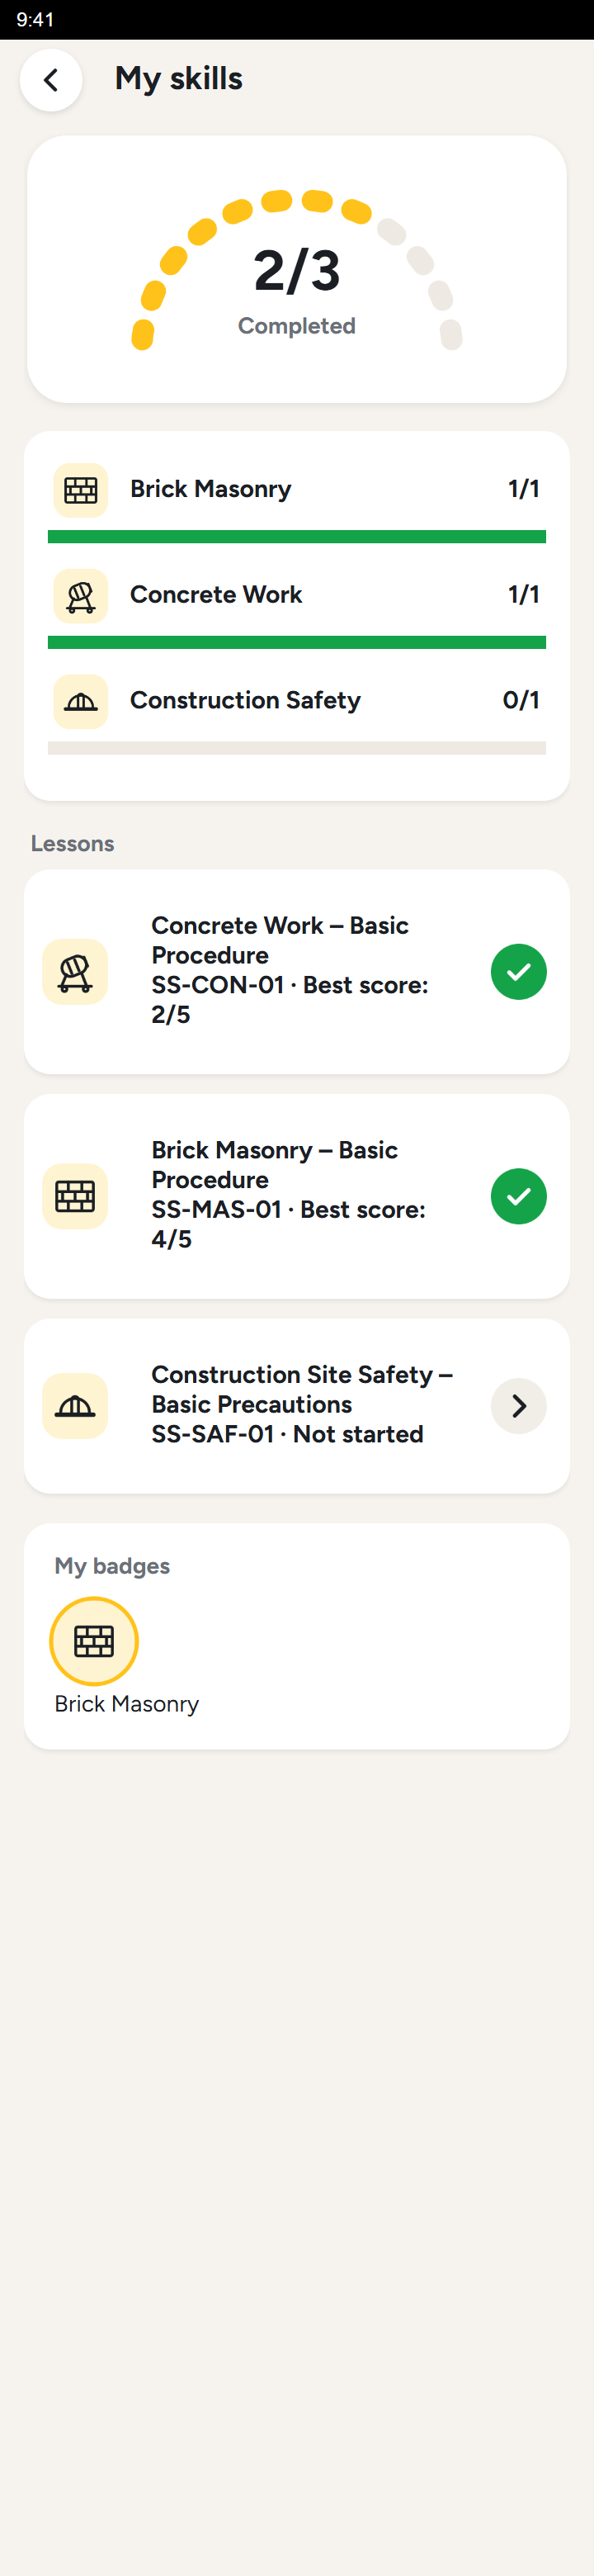 9:41
My skills
2/3
Completed
Brick Masonry 1/1
Concrete Work 1/1
Construction Safety 0/1
Lessons
Concrete Work – Basic
Procedure
SS-CON-01 · Best score:
2/5
Brick Masonry – Basic
Procedure
SS-MAS-01 · Best score:
4/5
Construction Site Safety –
Basic Precautions
SS-SAF-01 · Not started
My badges
Brick Masonry